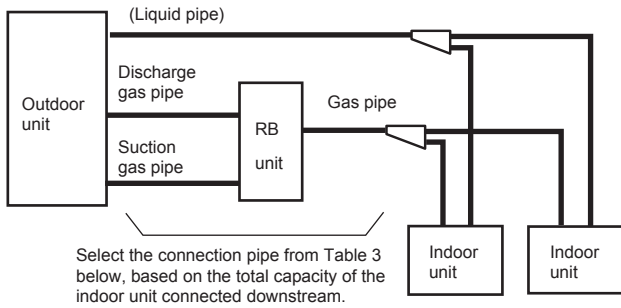 (Liquid pipe)
Discharge
gas pipe
Outdoor
unit
Gas pipe
RB
unit
Suction
gas pipe
Select the connection pipe from Table 3
below, based on the total capacity of the
indoor unit connected downstream.
Indoor
unit
Indoor
unit